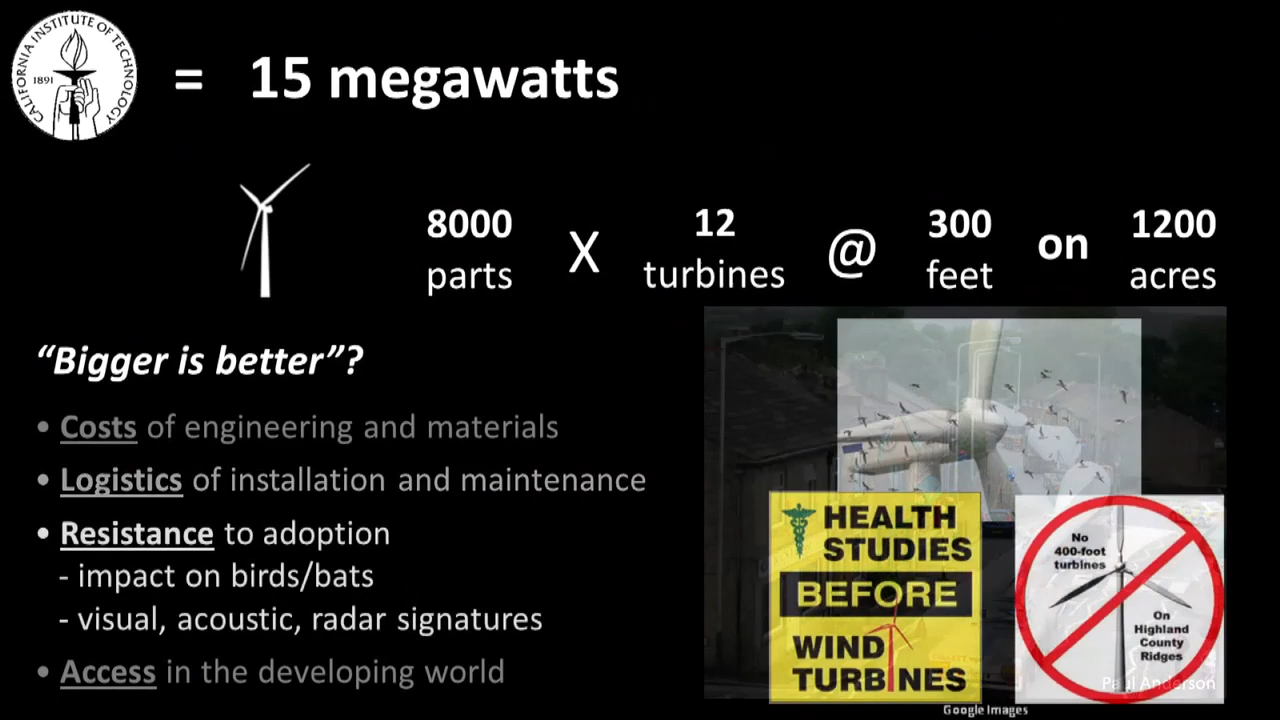 CALIFORNIA INSTITUTE OF TECHNOLOGY
1891
= 15 megawatts
8000 parts X 12 turbines @ 300 feet on 1200 acres
“Bigger is better”?
• Costs of engineering and materials
• Logistics of installation and maintenance
• Resistance to adoption
- impact on birds/bats
- visual, acoustic, radar signatures
• Access in the developing world
HEALTH
STUDIES
BEFORE
WIND
TURBINES
No
400-foot
turbines
On
Highland
County
Ridges
Paul Anderson
Google Images